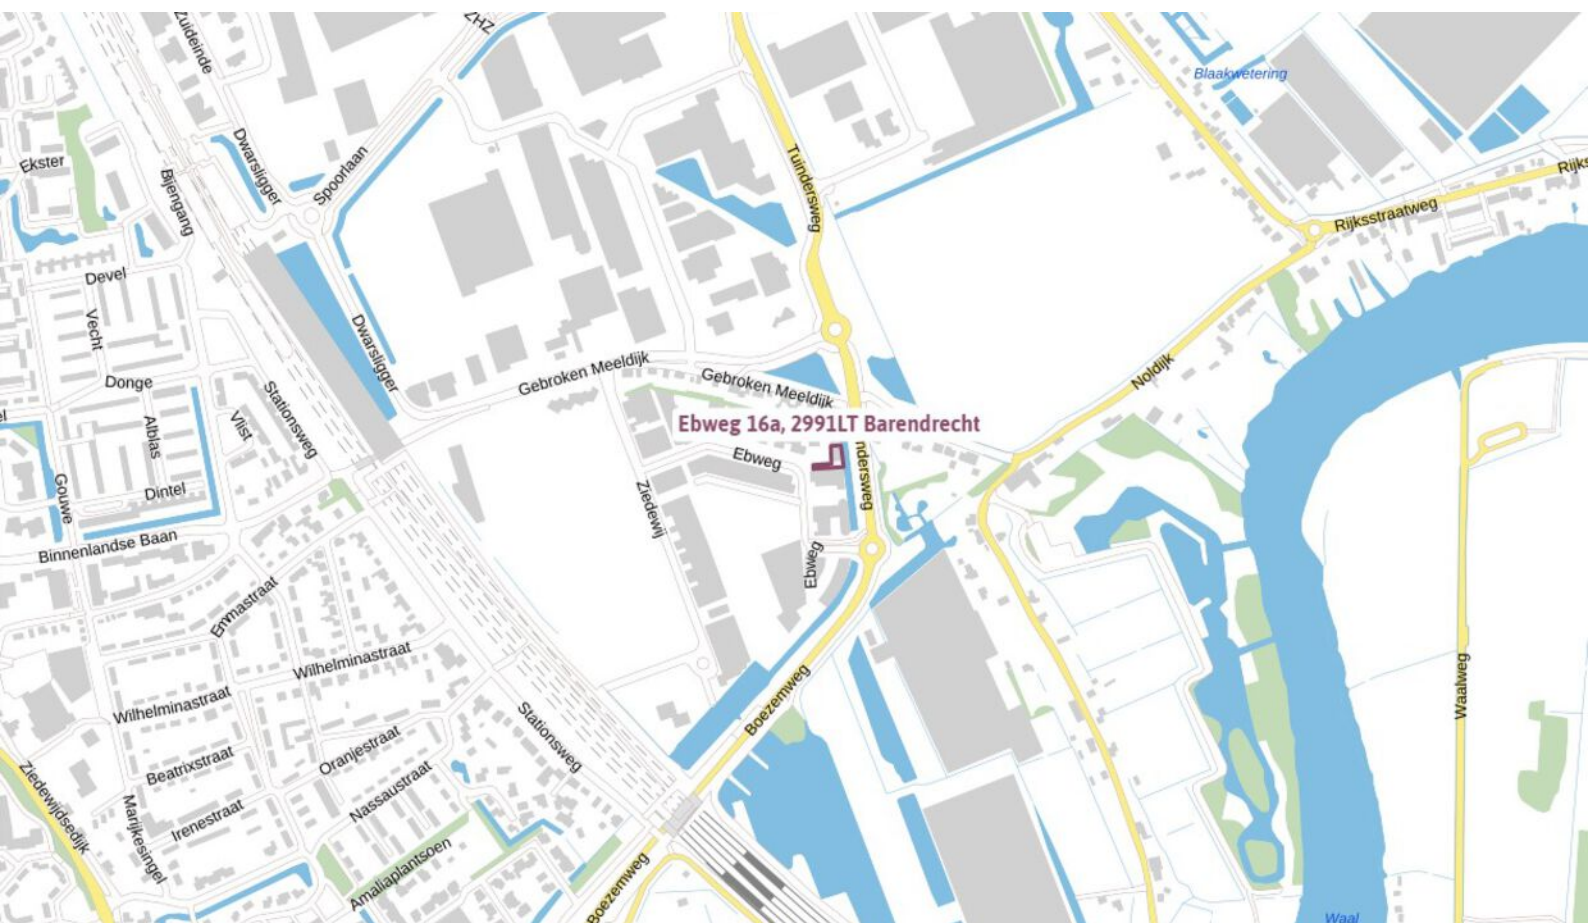 ZHZ
Zuideinde
Blaakwetering
Dwarsligger
Spoorlaan
Tuindersweg
Ekster
Bijengang
Rijks
Rijksstraatweg
Devel
Vecht
Dwarsligger
Gebroken Meeldijk
Gebroken Meeldijk
Noldijk
Donge
Stationsweg
Alblas
Vlist
Ebweg 16a, 2991LT Barendrecht
Ebweg
ndersweg
Gouwe
Dintel
Ziedewij
Binnenlandse Baan
Ebweg
Emmastraat
Wilhelminastraat
Wilhelminastraat
Boezemweg
Waalweg
Stationsweg
Oranjestraat
Beatrixstraat
Nassaustraat
Ziedewijdsedijk
Marijkesingel
Irenestraat
Amaliaplantsoen
Boezemweg
Waal